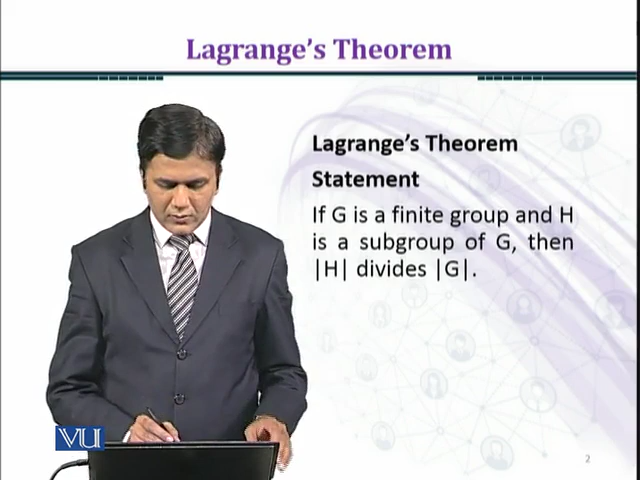 Lagrange's Theorem
Lagrange's Theorem
Statement
If G is a finite group and H
is a subgroup of G, then
|H| divides |G|.
VU
2